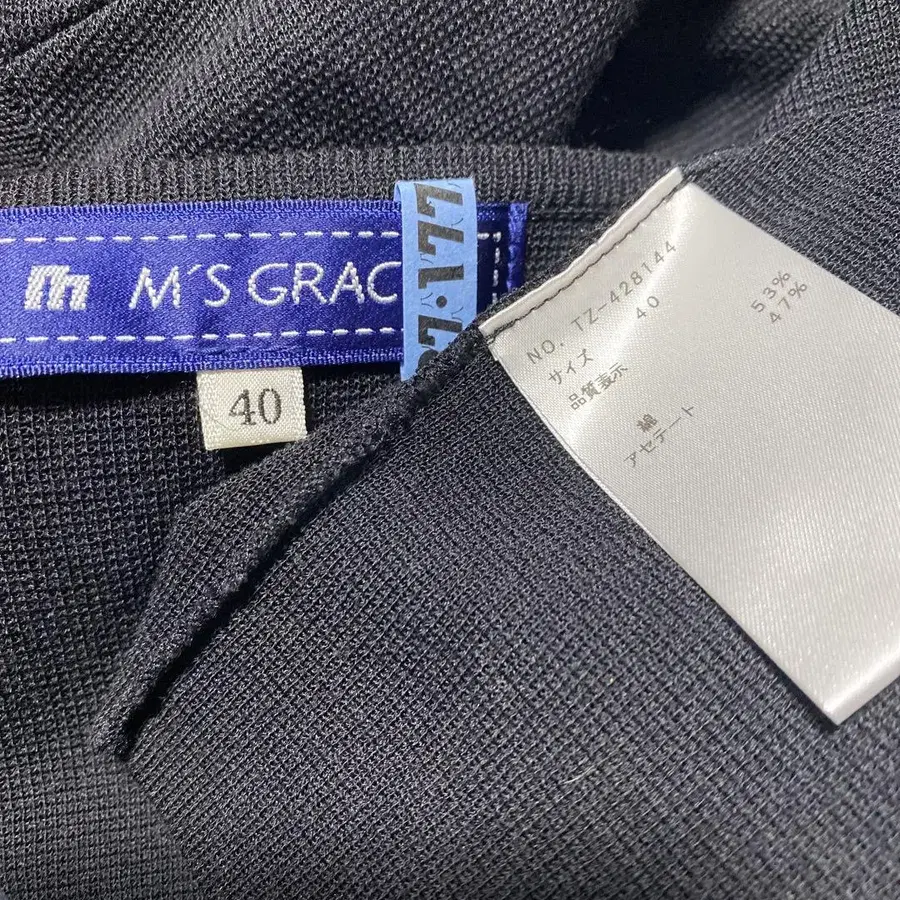 M'S GRAC
40
NO. TZ-428144
サイズ 40
品質表示
綿 53%
アセテート 47%